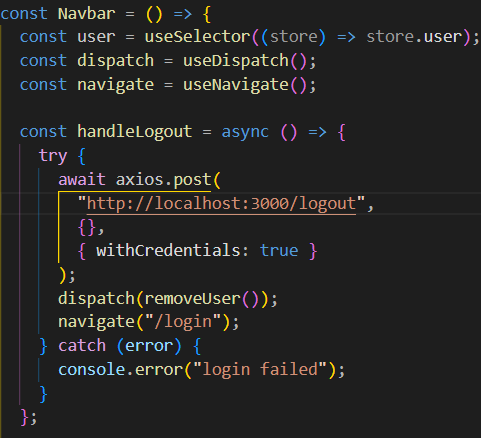 const Navbar = () => {
  const user = useSelector((store) => store.user);
  const dispatch = useDispatch();
  const navigate = useNavigate();

  const handleLogout = async () => {
    try {
      await axios.post(
        "http://localhost:3000/logout",
        {},
        { withCredentials: true }
      );
      dispatch(removeUser());
      navigate("/login");
    } catch (error) {
      console.error("login failed");
    }
  };